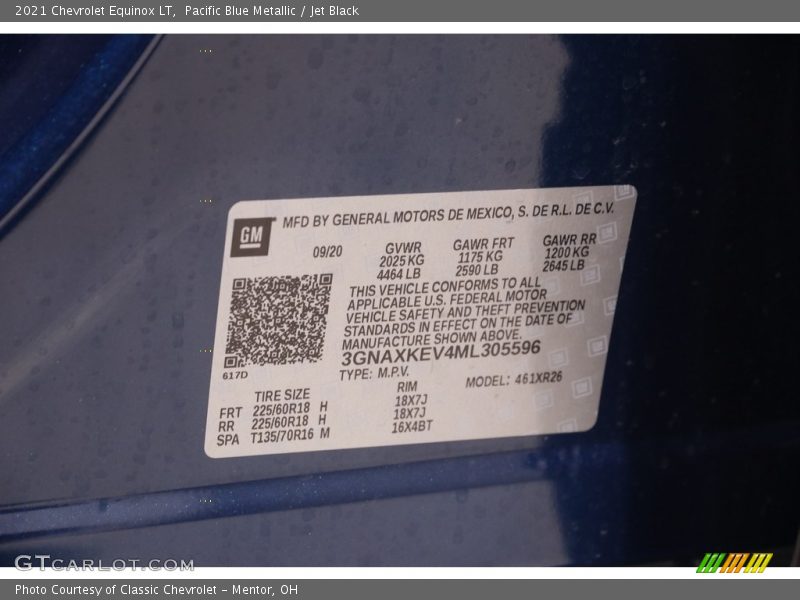 2021 Chevrolet Equinox LT, Pacific Blue Metallic / Jet Black
GM MFD BY GENERAL MOTORS DE MEXICO, S. DE R.L. DE C.V.
09/20 GVWR GAWR FRT GAWR RR
2025 KG 1175 KG 1200 KG
4464 LB 2590 LB 2645 LB
THIS VEHICLE CONFORMS TO ALL
APPLICABLE U.S. FEDERAL MOTOR
VEHICLE SAFETY AND THEFT PREVENTION
STANDARDS IN EFFECT ON THE DATE OF
MANUFACTURE SHOWN ABOVE.
3GNAXKEV4ML305596
617D
TYPE: M.P.V. MODEL: 461XR26
TIRE SIZE RIM
FRT 225/60R18 H 18X7J
RR 225/60R18 H 18X7J
SPA T135/70R16 M 16X4BT
GTCARLOT.COM
Photo Courtesy of Classic Chevrolet - Mentor, OH